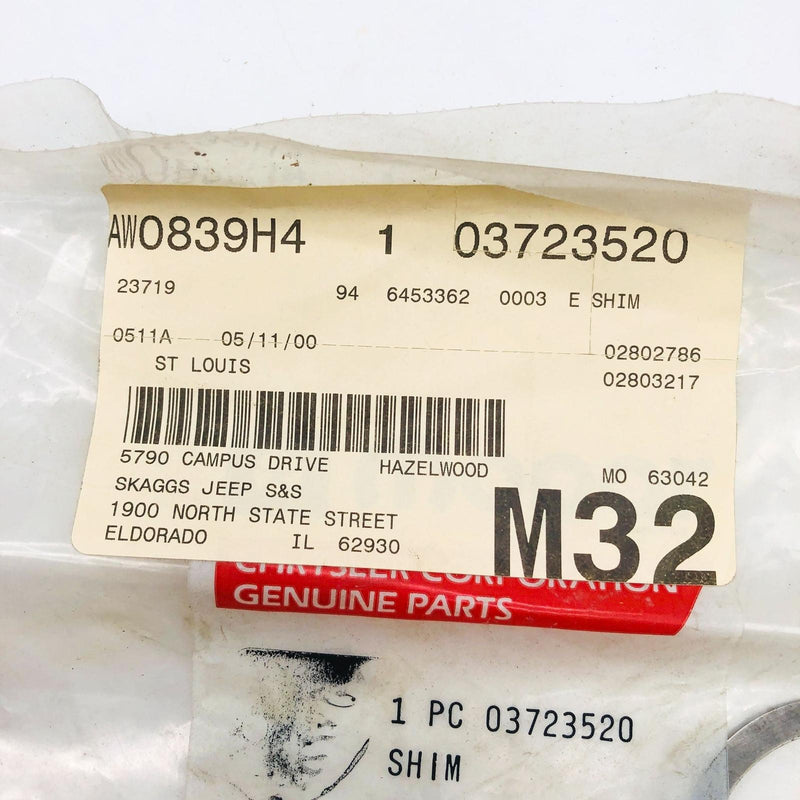 AW0839H4 1 03723520
23719 94 6453362 0003 E SHIM
0511A 05/11/00 02802786
ST LOUIS 02803217
5790 CAMPUS DRIVE HAZELWOOD MO 63042
SKAGGS JEEP S&S
1900 NORTH STATE STREET
ELDORADO IL 62930
M32
CHRYSLER CORPORATION
GENUINE PARTS
1 PC 03723520
SHIM